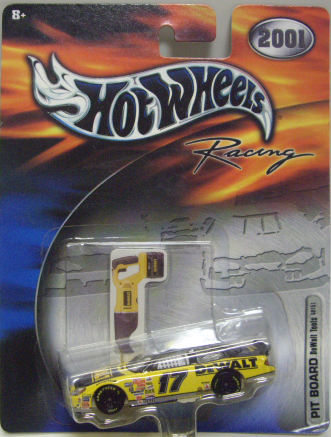 8+
2001
HOT WHEELS
Racing
PIT BOARD DeWalt Tools
17
DEWALT